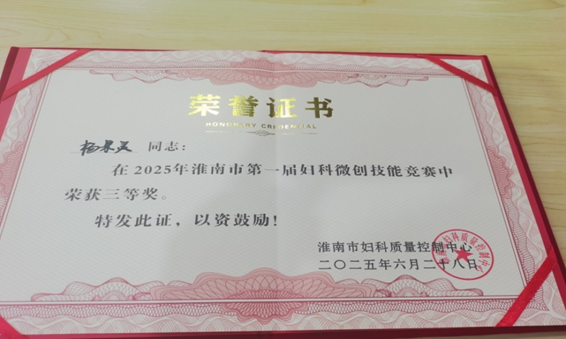 荣誉证书
HONORARY CREDENTIAL
同志：
在2025年淮南市第一届妇科微创技能竞赛中
荣获三等奖。
特发此证，以资鼓励！
淮南市妇科质量控制中心
二〇二五年六月二十八日